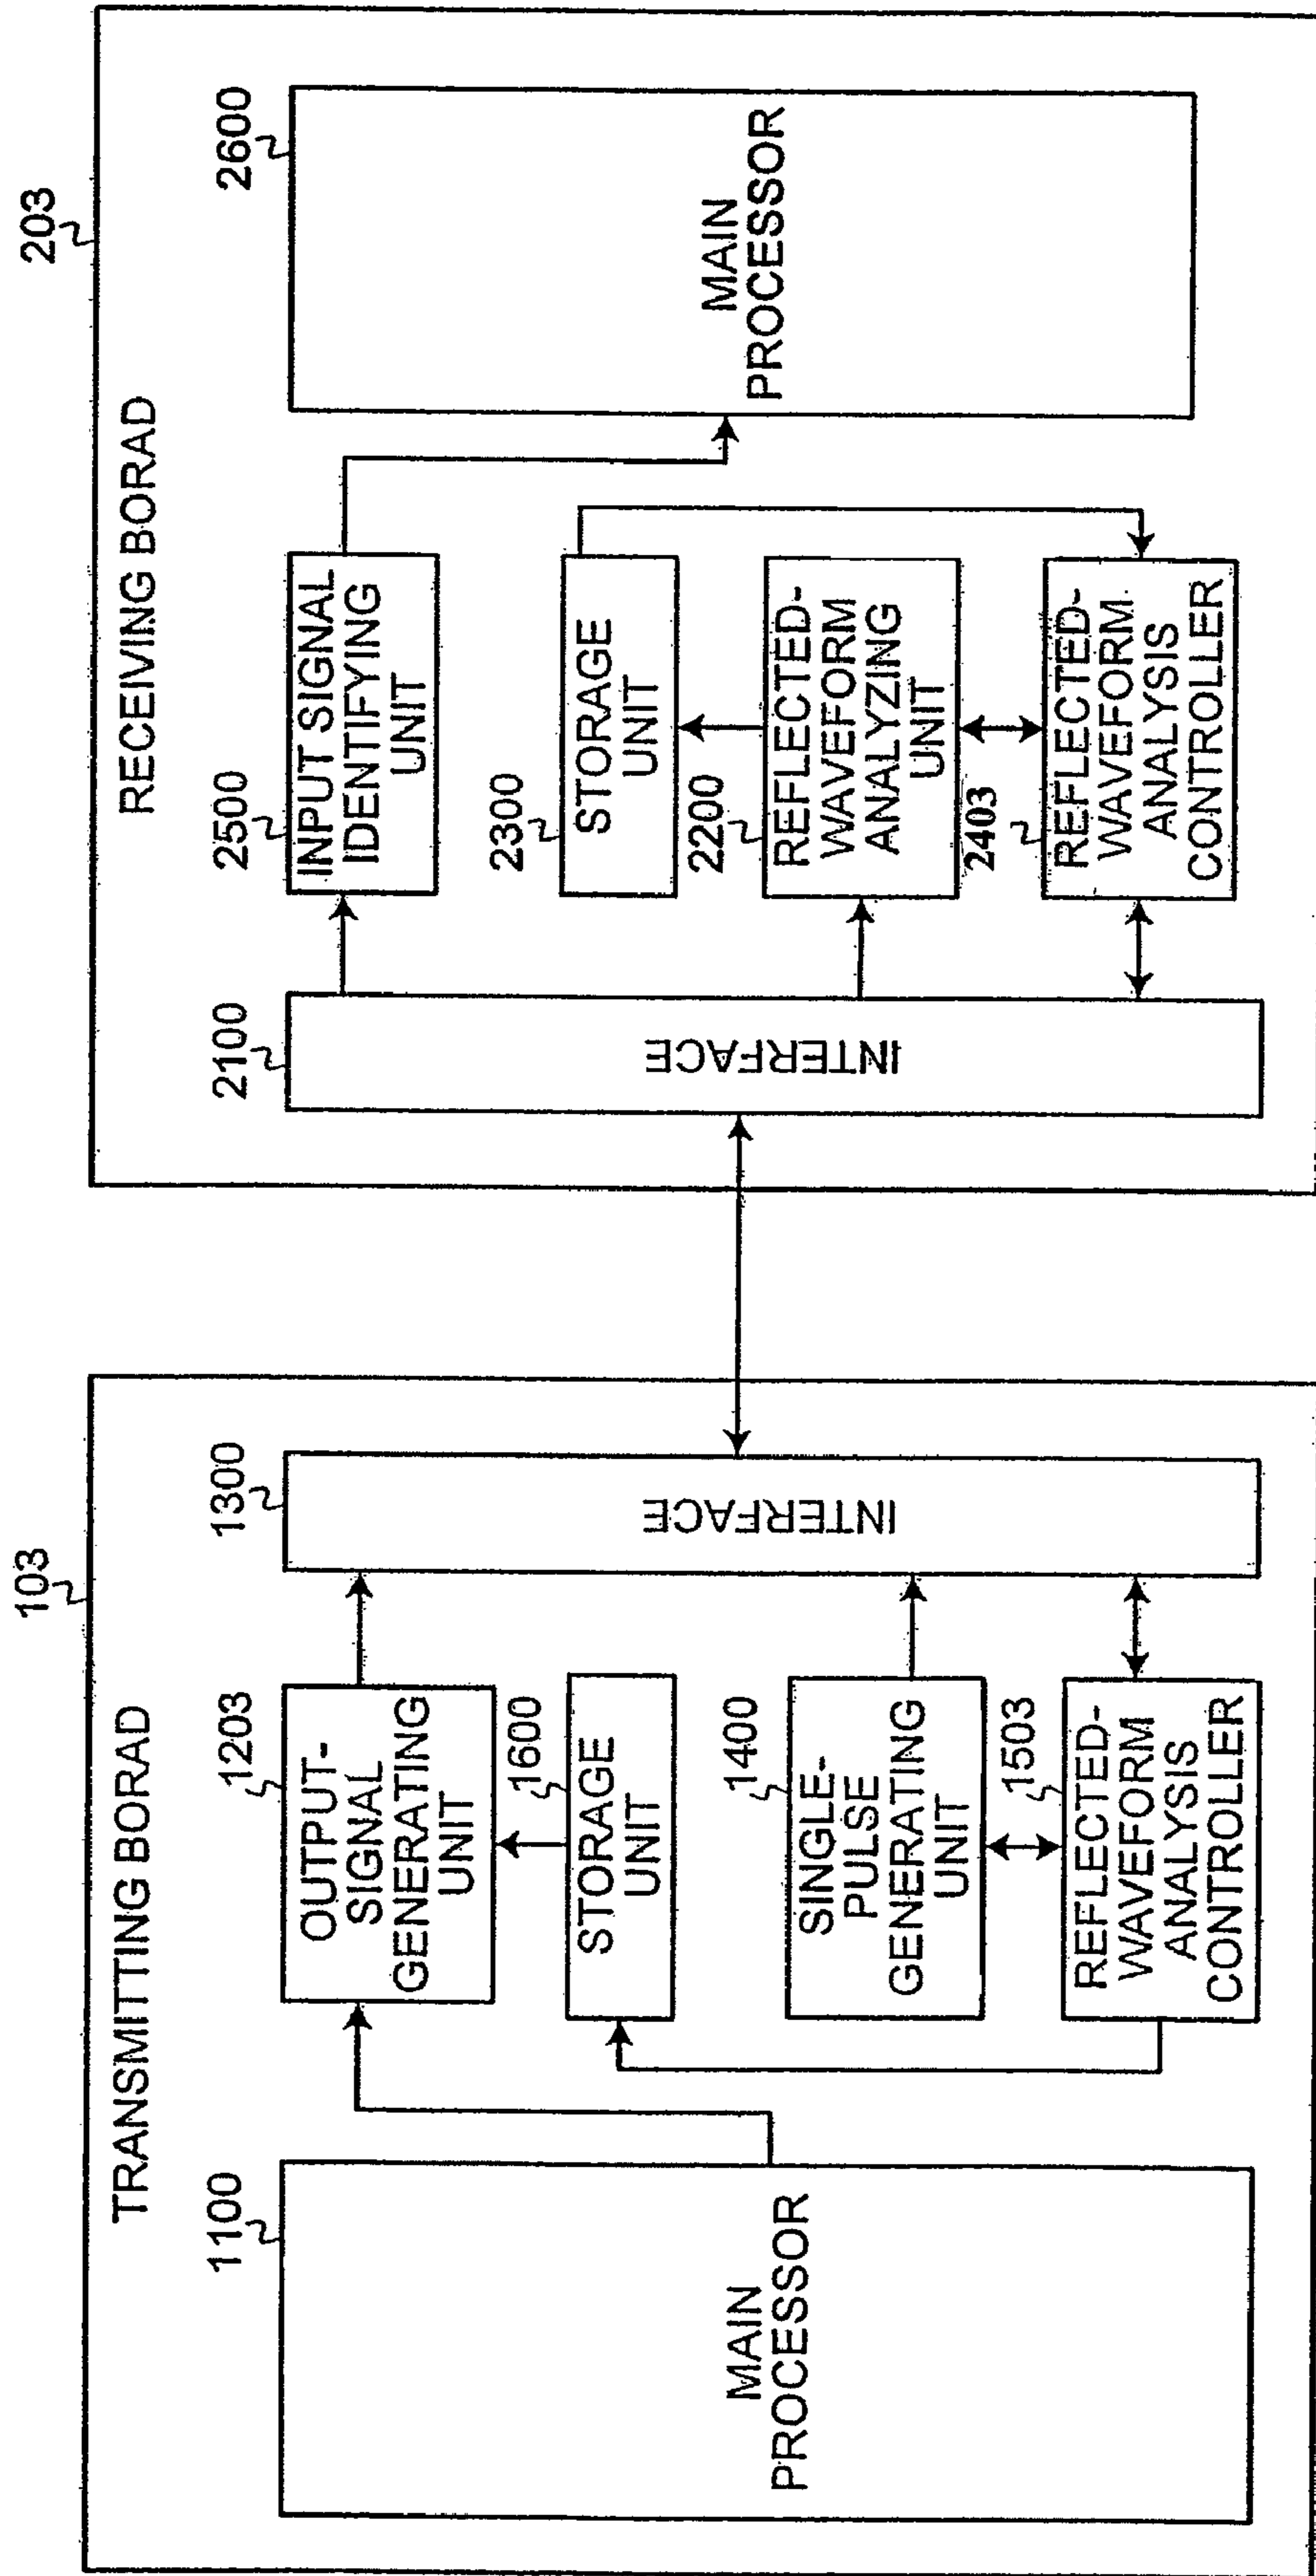 103
TRANSMITTING BORAD
1100
MAIN
PROCESSOR
1203
OUTPUT-
SIGNAL
GENERATING
UNIT
1600
STORAGE
UNIT
1400
SINGLE-
PULSE
GENERATING
UNIT
1503
REFLECTED-
WAVEFORM
ANALYSIS
CONTROLLER
1300
INTERFACE
203
RECEIVING BORAD
2100
INTERFACE
2500
INPUT SIGNAL
IDENTIFYING
UNIT
2300
STORAGE
UNIT
2200
REFLECTED-
WAVEFORM
ANALYZING
UNIT
2403
REFLECTED-
WAVEFORM
ANALYSIS
CONTROLLER
2600
MAIN
PROCESSOR